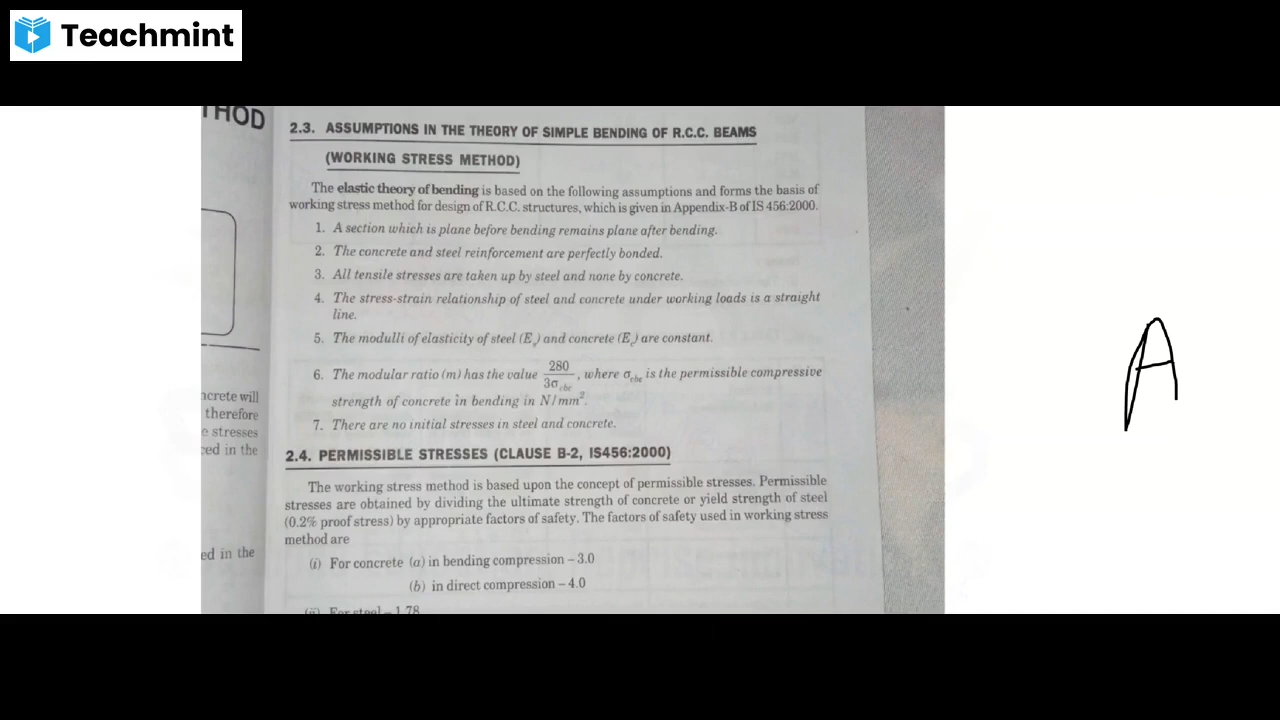 Teachmint
THOD
2.3. ASSUMPTIONS IN THE THEORY OF SIMPLE BENDING OF R.C.C. BEAMS
(WORKING STRESS METHOD)
The elastic theory of bending is based on the following assumptions and forms the basis of
working stress method for design of R.C.C. structures, which is given in Appendix-B of IS 456:2000.
1. A section which is plane before bending remains plane after bending.
2. The concrete and steel reinforcement are perfectly bonded.
3. All tensile stresses are taken up by steel and none by concrete.
4. The stress-strain relationship of steel and concrete under working loads is a straight
line.
5. The modulli of elasticity of steel (Es) and concrete (Ec) are constant.
6. The modular ratio (m) has the value 280/3σcbc, where σcbc is the permissible compressive
strength of concrete in bending in N/mm².
7. There are no initial stresses in steel and concrete.
2.4. PERMISSIBLE STRESSES (CLAUSE B-2, IS456:2000)
The working stress method is based upon the concept of permissible stresses. Permissible
stresses are obtained by dividing the ultimate strength of concrete or yield strength of steel
(0.2% proof stress) by appropriate factors of safety. The factors of safety used in working stress
method are
(i) For concrete (a) in bending compression – 3.0
(b) in direct compression – 4.0
(ii) For steel – 1.78
ncrete will
therefore
e stresses
ced in the
ed in the
A